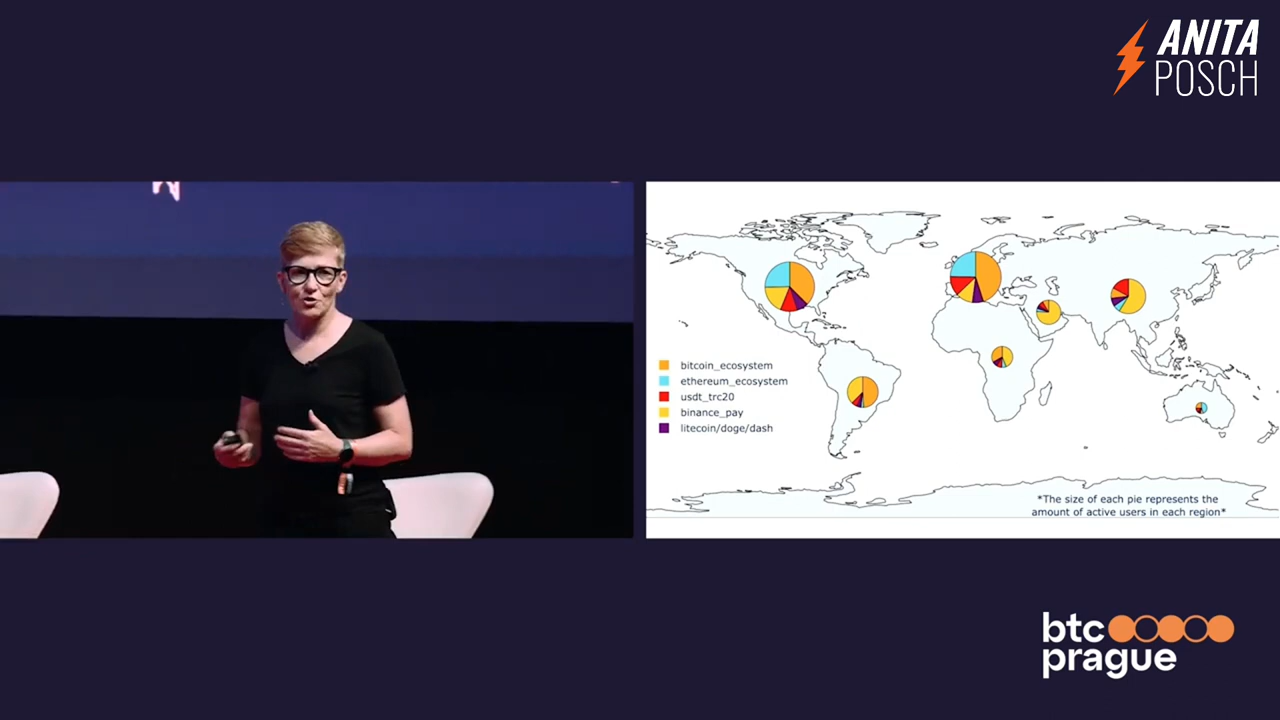 ANITA
POSCH
bitcoin_ecosystem
ethereum_ecosystem
usdt_trc20
binance_pay
litecoin/doge/dash
*The size of each pie represents the
amount of active users in each region*
btc
prague